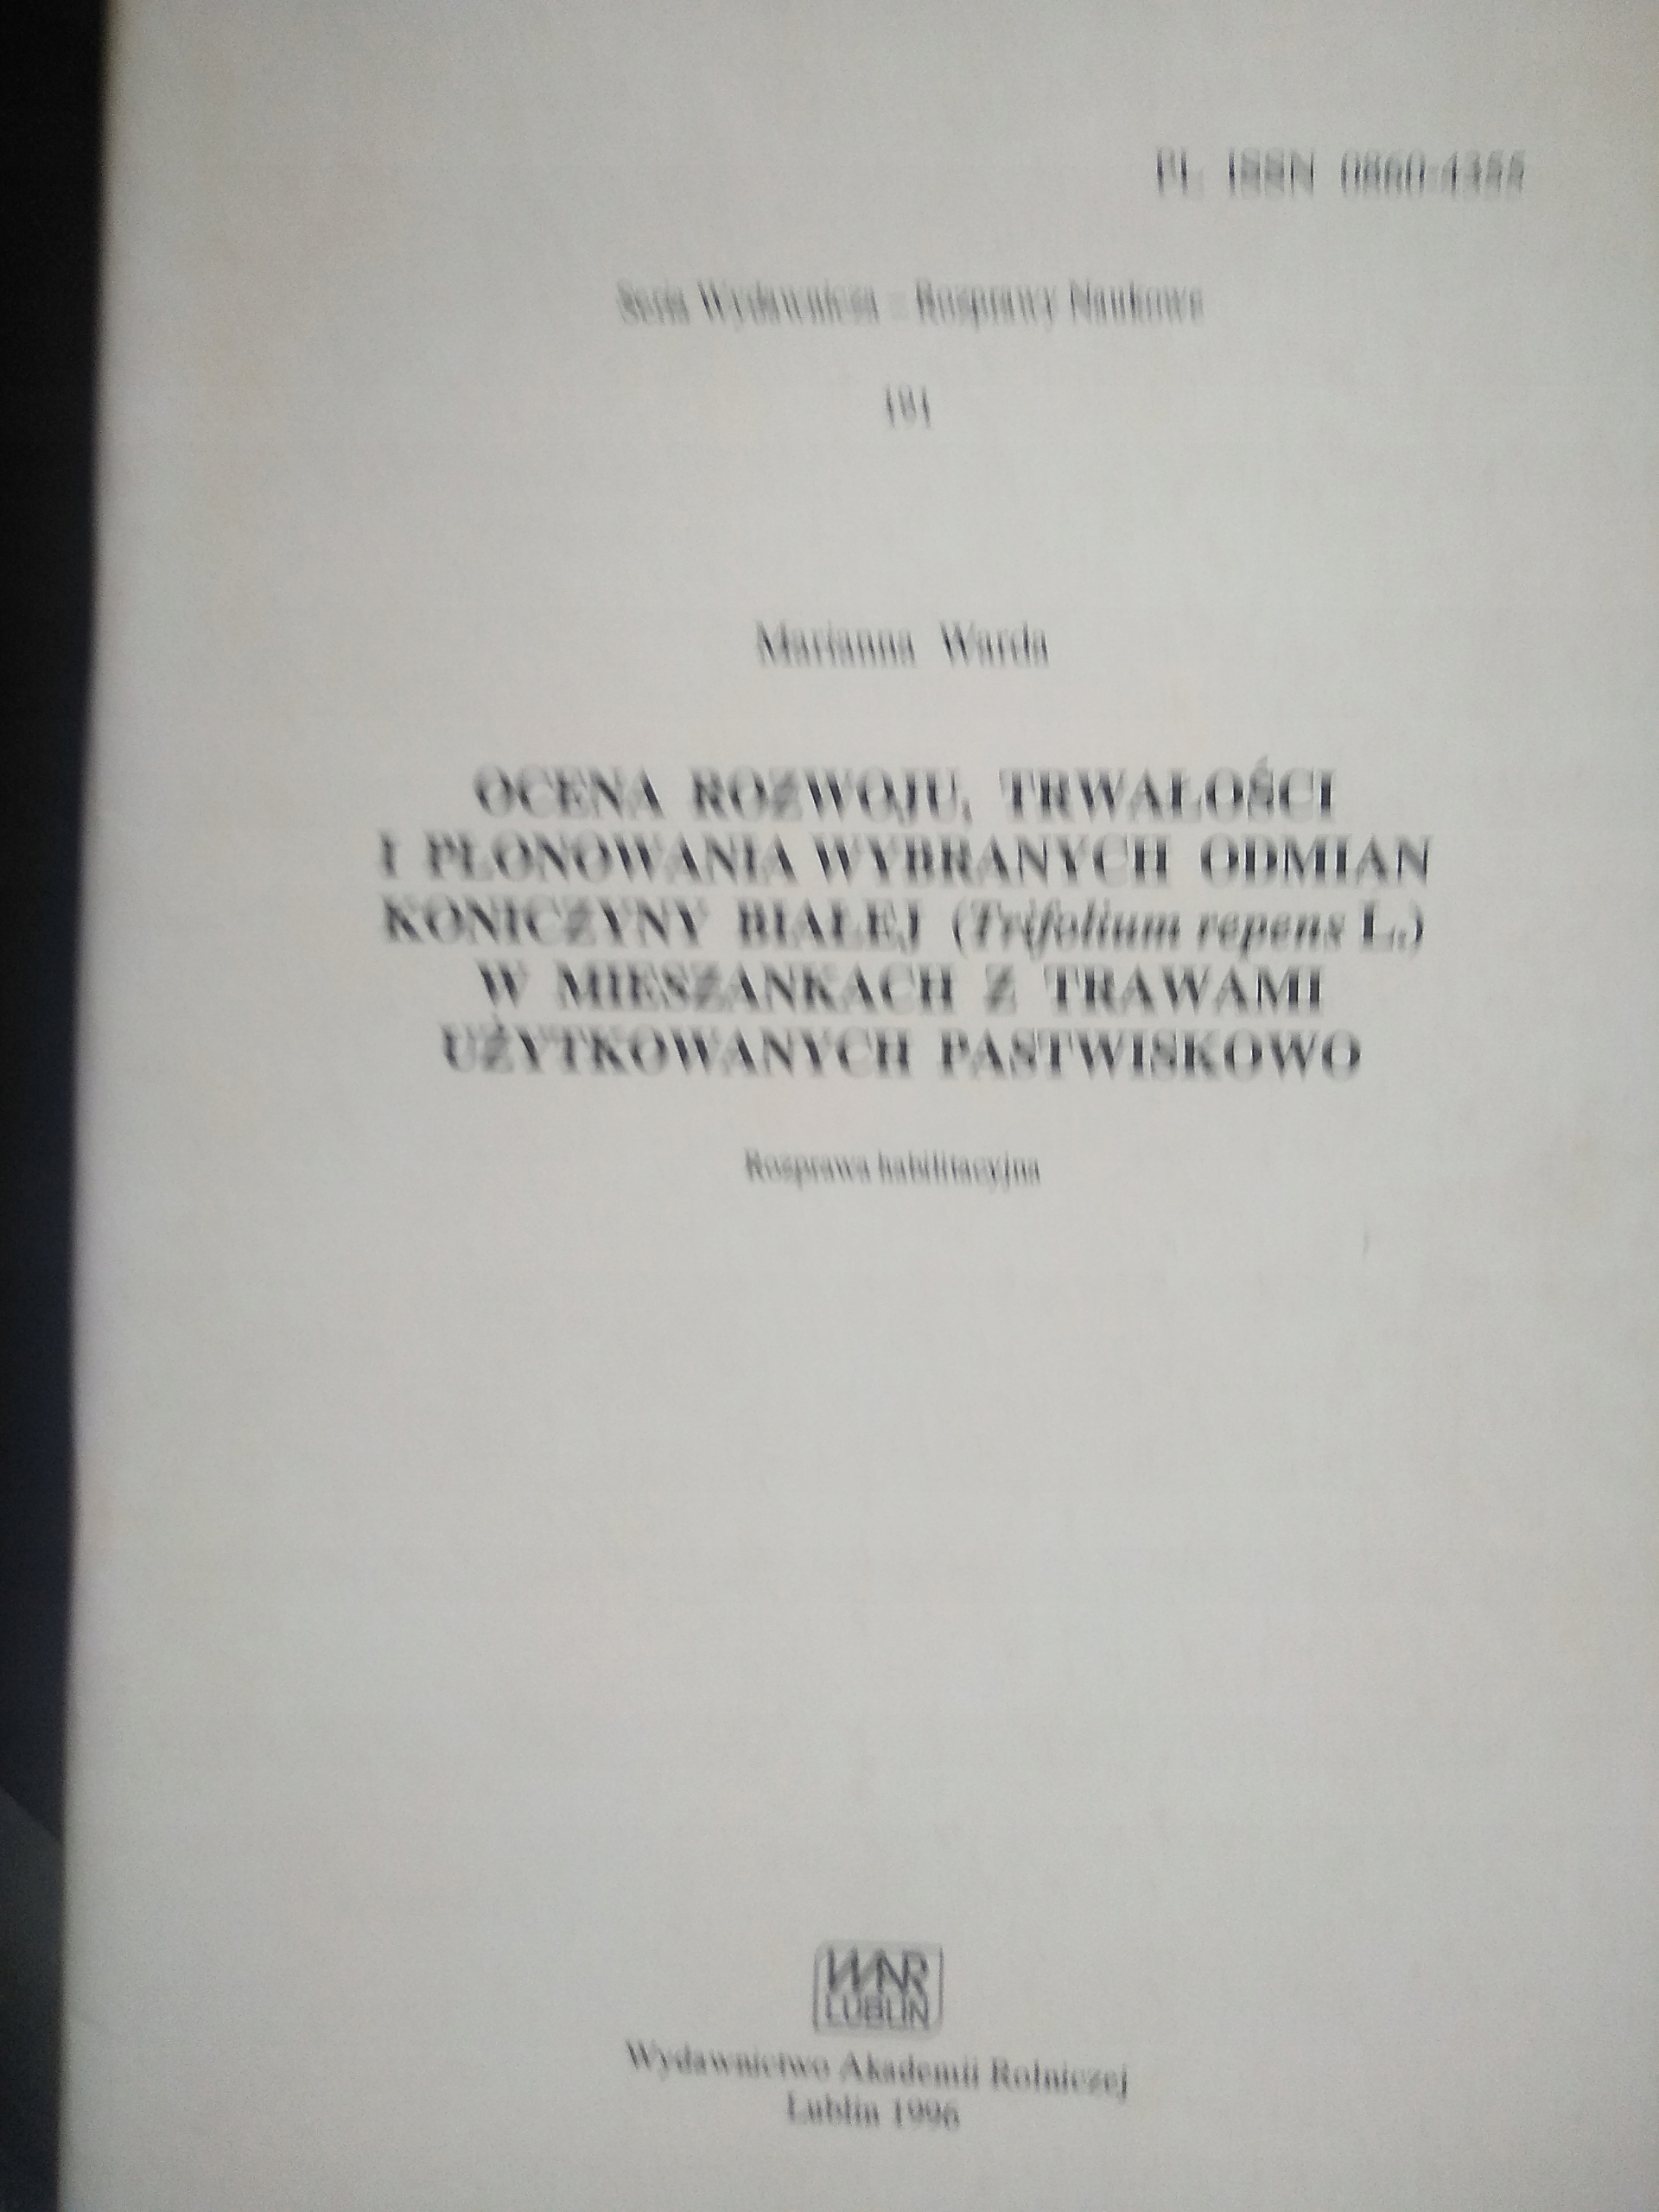 PL ISSN 0860-4355
Seria Wydawnicza – Rozprawy Naukowe
Marianna Warda
OCENA ROZWOJU, TRWAŁOŚCI
I PLONOWANIA WYBRANYCH ODMIAN
KONICZYNY BIAŁEJ (Trifolium repens L.)
W MIESZANKACH Z TRAWAMI
UŻYTKOWANYCH PASTWISKOWO
Rozprawa habilitacyjna
WAR
LUBLIN
Wydawnictwo Akademii Rolniczej
Lublin 1996